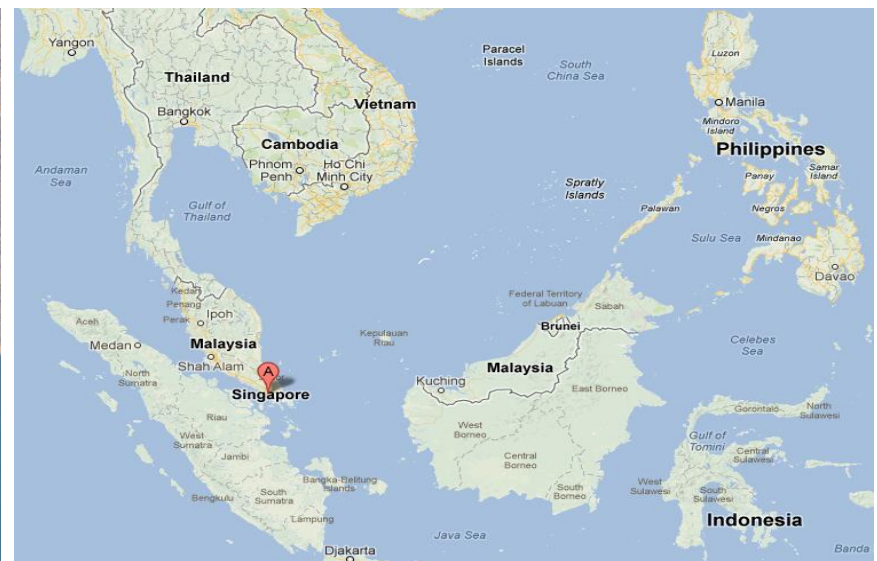 Yangon
Thailand
Bangkok
Vietnam
Cambodia
Phnom
Penh
Ho Chi
Minh City
Andaman
Sea
Gulf of
Thailand
Paracel
Islands
South
China Sea
Luzon
Manila
Mindoro
Island
Philippines
Samar
Island
Panay
Negros
Spratly
Islands
Palawan
Sulu Sea
Mindanao
Davao
Kedah
Penang
Perak
Ipoh
Aceh
Medan
Malaysia
Shah Alam
A
Singapore
North
Sumatra
Riau
West
Sumatra
Jambi
Bengkulu
South
Sumatra
Bangka-Belitung
Islands
Lampung
Djakarta
Kepulauan
Riau
Federal Territory
of Labuan
Sabah
Brunei
Malaysia
Kuching
East Borneo
West
Borneo
Central
Borneo
South
Borneo
Celebes
Sea
Gorontalo
North
Sulawesi
Gulf of
Tomini
Central
Sulawesi
West
Sulawesi
South
Sulawesi
Indonesia
Java Sea
Banda